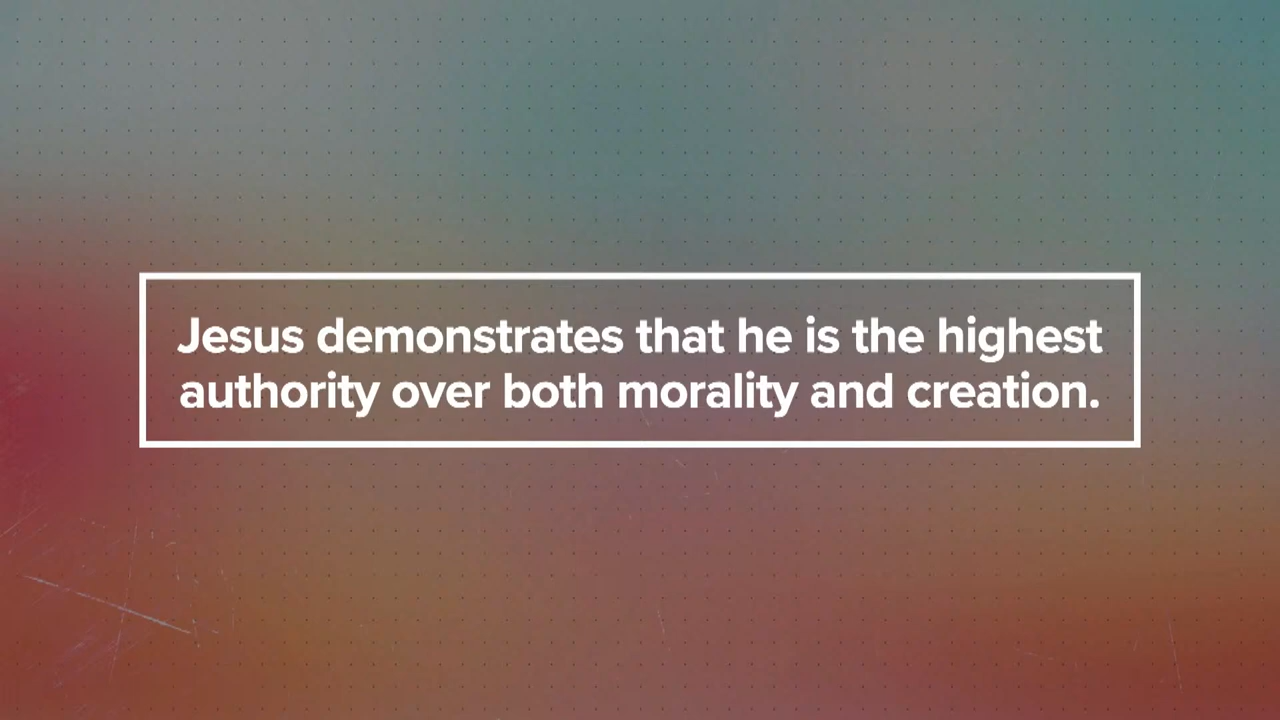 Jesus demonstrates that he is the highest
authority over both morality and creation.